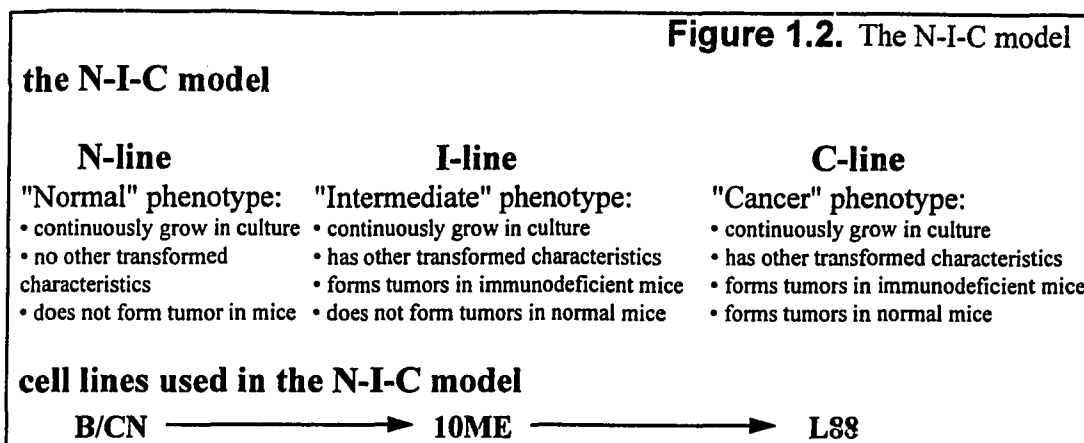 Figure 1.2. The N-I-C model
the N-I-C model
N-line
"Normal" phenotype:
• continuously grow in culture
• no other transformed
characteristics
• does not form tumor in mice
I-line
"Intermediate" phenotype:
• continuously grow in culture
• has other transformed characteristics
• forms tumors in immunodeficient mice
• does not form tumors in normal mice
C-line
"Cancer" phenotype:
• continuously grow in culture
• has other transformed characteristics
• forms tumors in immunodeficient mice
• forms tumors in normal mice
cell lines used in the N-I-C model
B/CN 10ME L88